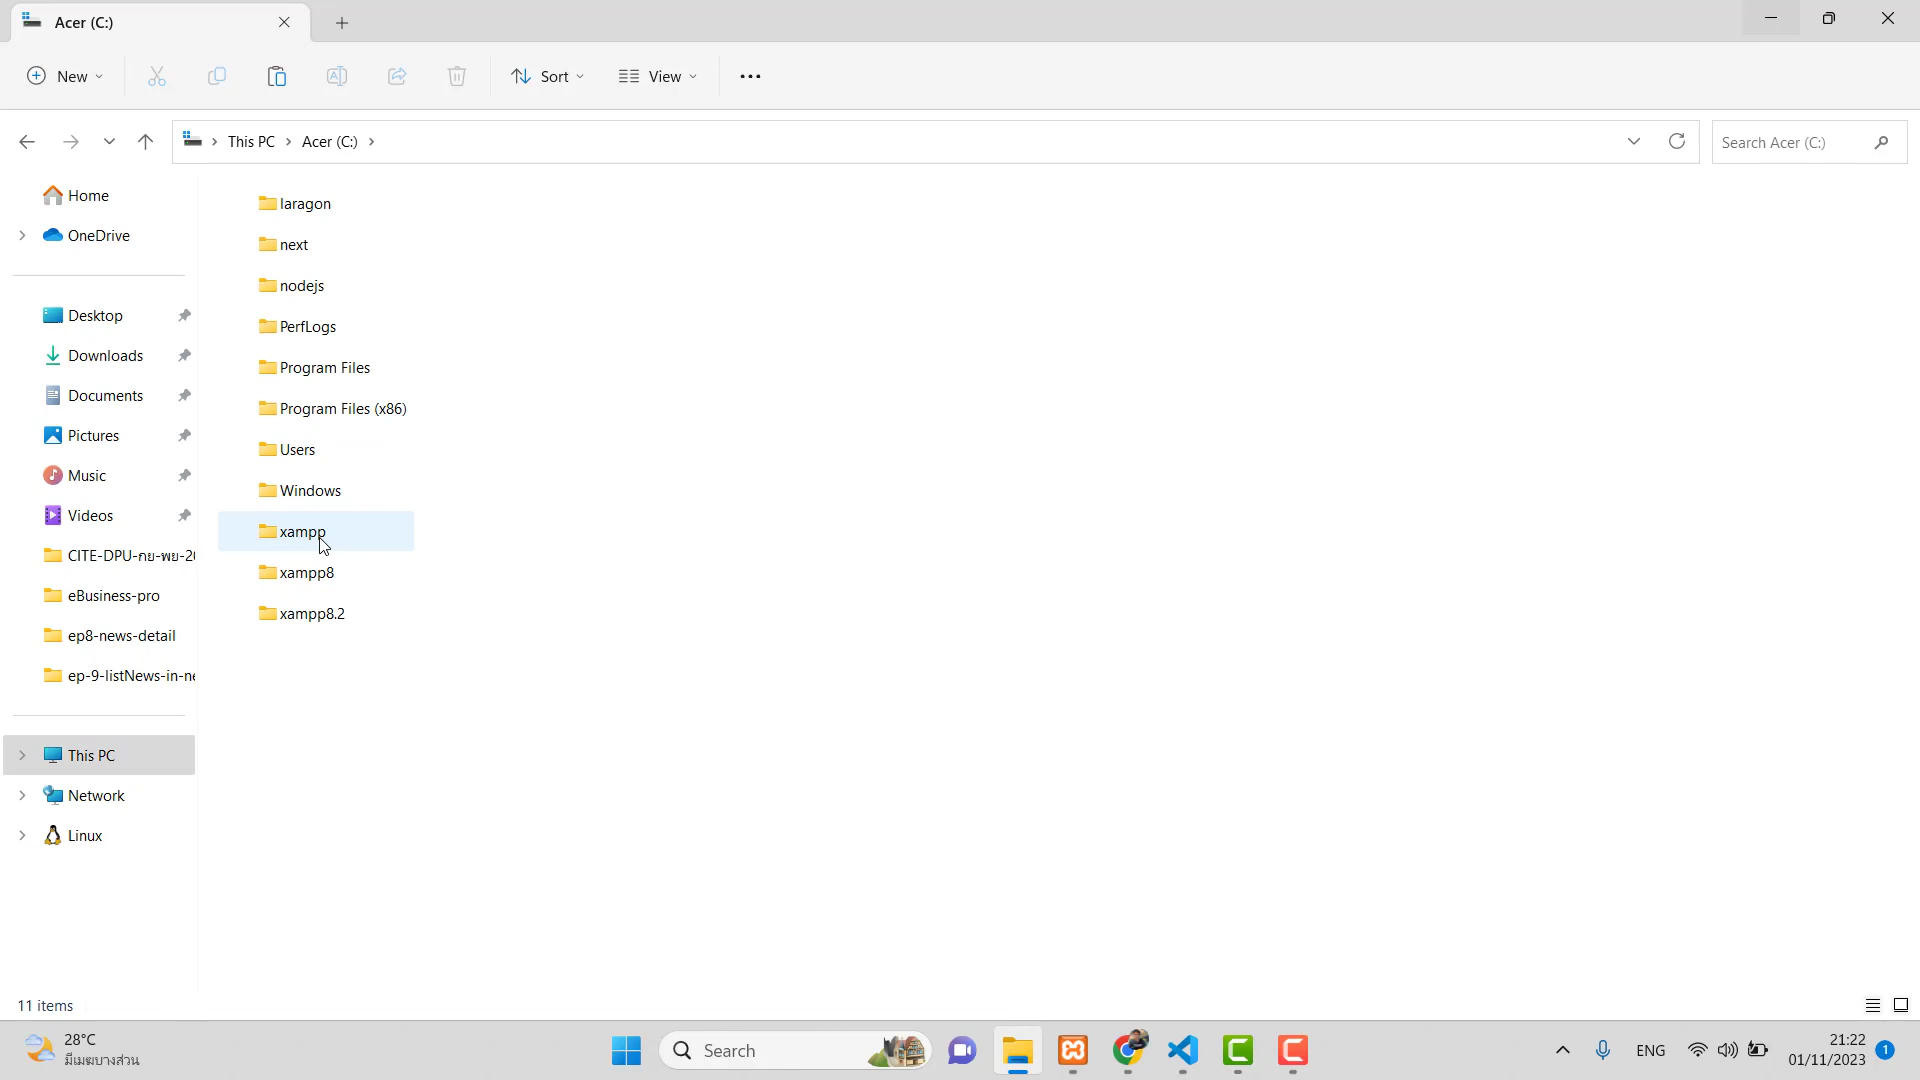 Acer (C:)
New
Sort
View
This PC
Acer (C:)
Search Acer (C:)
Home
OneDrive
Desktop
Downloads
Documents
Pictures
Music
Videos
CITE-DPU-กย-พย-20
eBusiness-pro
ep8-news-detail
ep-9-listNews-in-ne
This PC
Network
Linux
laragon
next
nodejs
PerfLogs
Program Files
Program Files (x86)
Users
Windows
xampp
xampp8
xampp8.2
11 items
28°C
มีเมฆบางส่วน
Search
ENG
21:22
01/11/2023
1